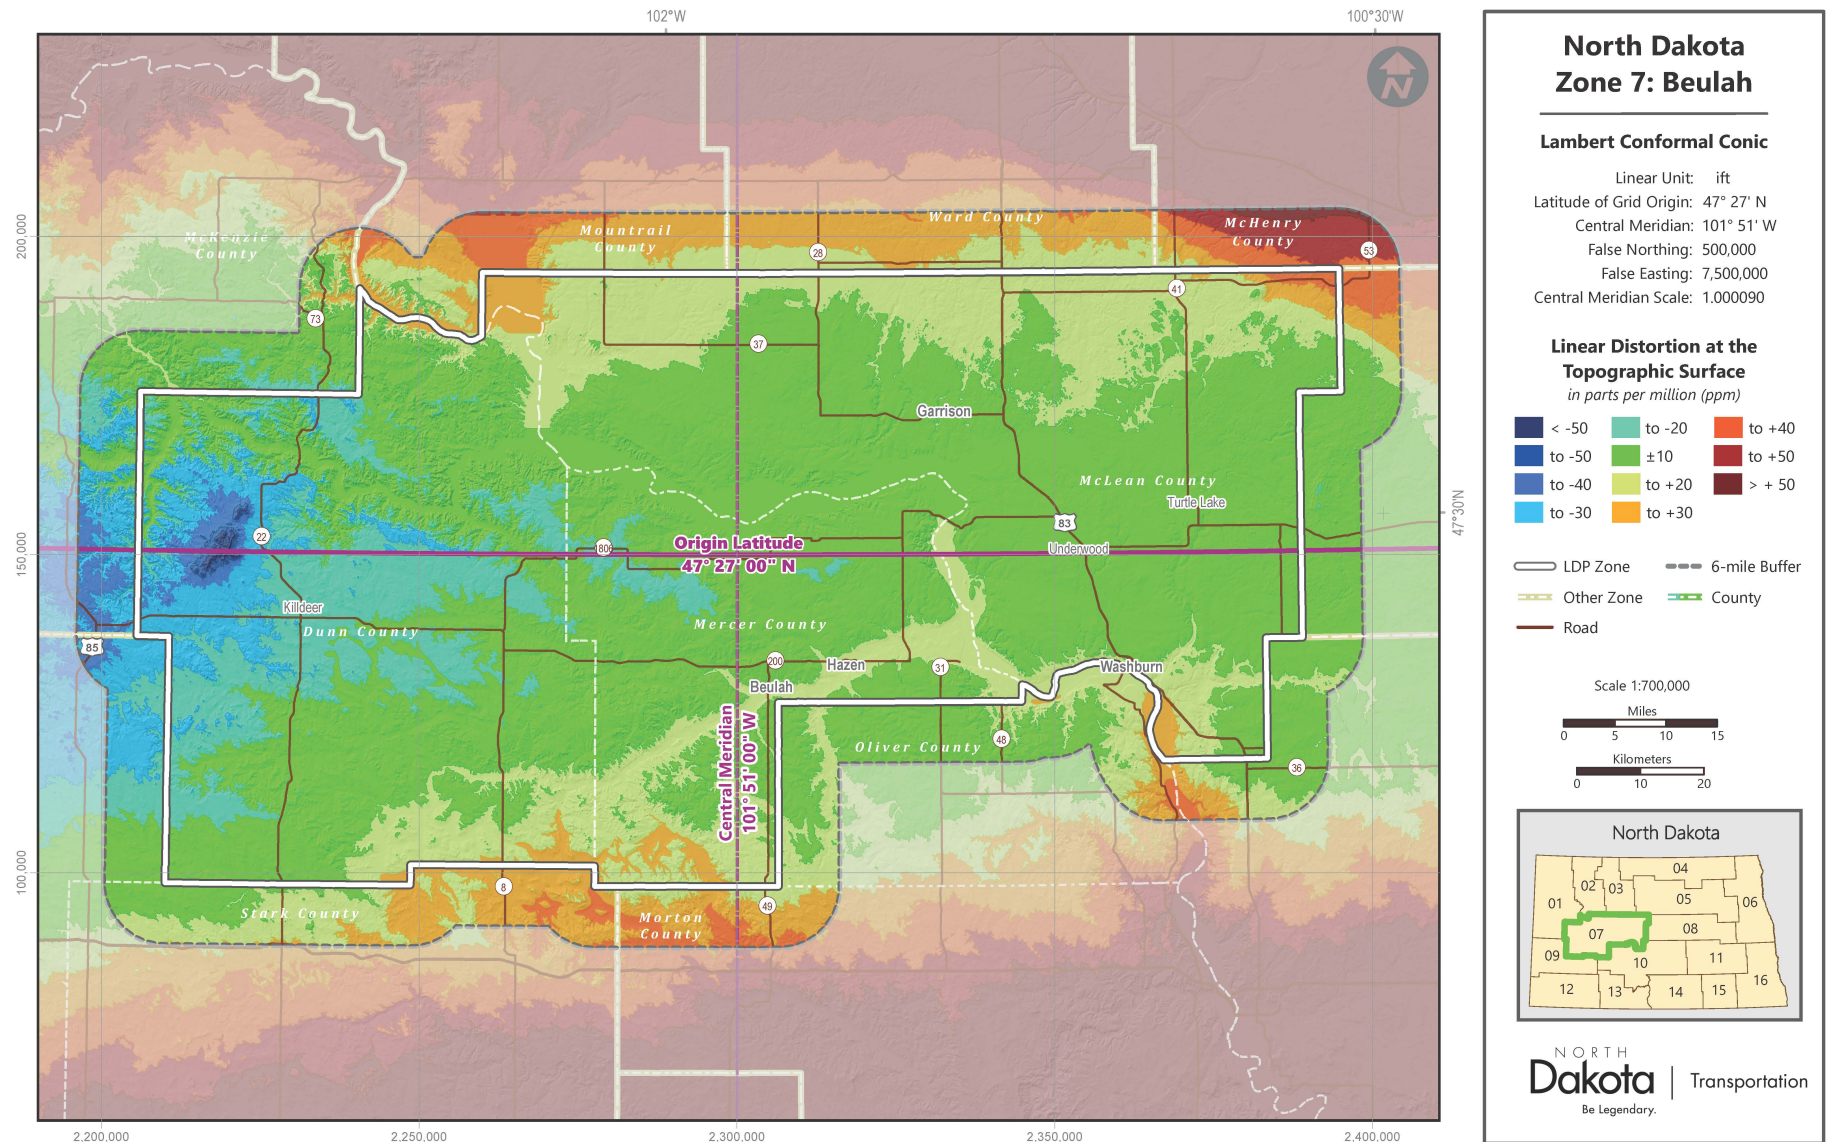 102°W
100°30'W
200,000
150,000
100,000
47°30'N
2,200,000
2,250,000
2,300,000
2,350,000
2,400,000
N
McKenzie
County
Mountrail
County
Ward County
McHenry
County
28
53
41
73
37
Garrison
McLean County
Turtle Lake
83
22
1806
Origin Latitude
47° 27' 00" N
Underwood
Killdeer
Dunn County
Mercer County
85
200
Hazen
31
Washburn
Beulah
Central Meridian
101° 51' 00" W
Oliver County
48
36
8
49
Stark County
Morton
County
North Dakota
Zone 7: Beulah
Lambert Conformal Conic
Linear Unit: ift
Latitude of Grid Origin: 47° 27' N
Central Meridian: 101° 51' W
False Northing: 500,000
False Easting: 7,500,000
Central Meridian Scale: 1.000090
Linear Distortion at the
Topographic Surface
in parts per million (ppm)
< -50 to -20 to +40
to -50 ±10 to +50
to -40 to +20 > + 50
to -30 to +30
LDP Zone 6-mile Buffer
Other Zone County
Road
Scale 1:700,000
Miles
0 5 10 15
Kilometers
0 10 20
North Dakota
04
02 03
05
01 06
07 08
09 10 11
12 13 14 15 16
NORTH
Dakota | Transportation
Be Legendary.